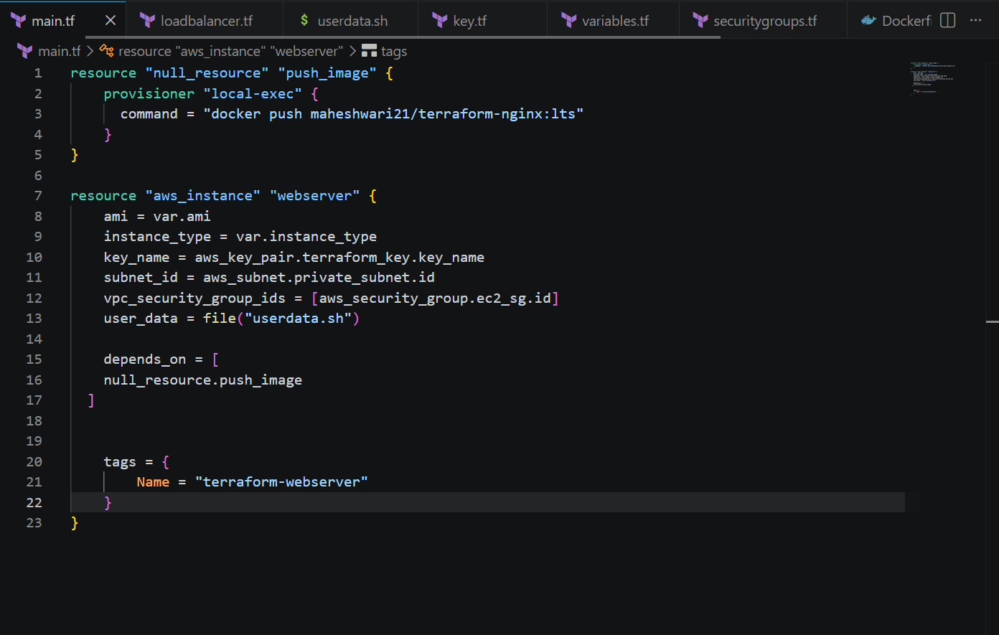 main.tf loadbalancer.tf $ userdata.sh key.tf variables.tf securitygroups.tf Dockerf
main.tf > resource "aws_instance" "webserver" > tags
1 resource "null_resource" "push_image" {
2 provisioner "local-exec" {
3 command = "docker push maheshwari21/terraform-nginx:lts"
4 }
5 }
6
7 resource "aws_instance" "webserver" {
8 ami = var.ami
9 instance_type = var.instance_type
10 key_name = aws_key_pair.terraform_key.key_name
11 subnet_id = aws_subnet.private_subnet.id
12 vpc_security_group_ids = [aws_security_group.ec2_sg.id]
13 user_data = file("userdata.sh")
14
15 depends_on = [
16 null_resource.push_image
17 ]
18
19
20 tags = {
21 Name = "terraform-webserver"
22 }
23 }